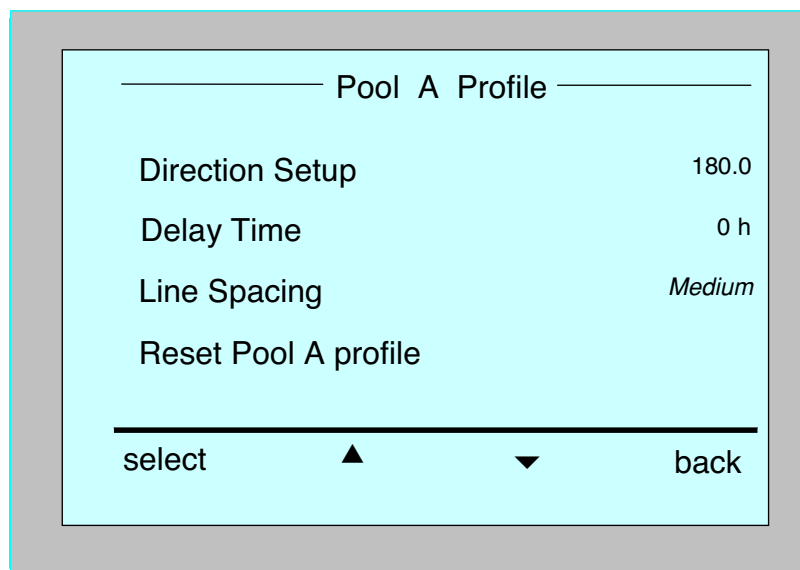 Pool A Profile
Direction Setup 180.0
Delay Time 0 h
Line Spacing Medium
Reset Pool A profile
select ▲ ▼ back